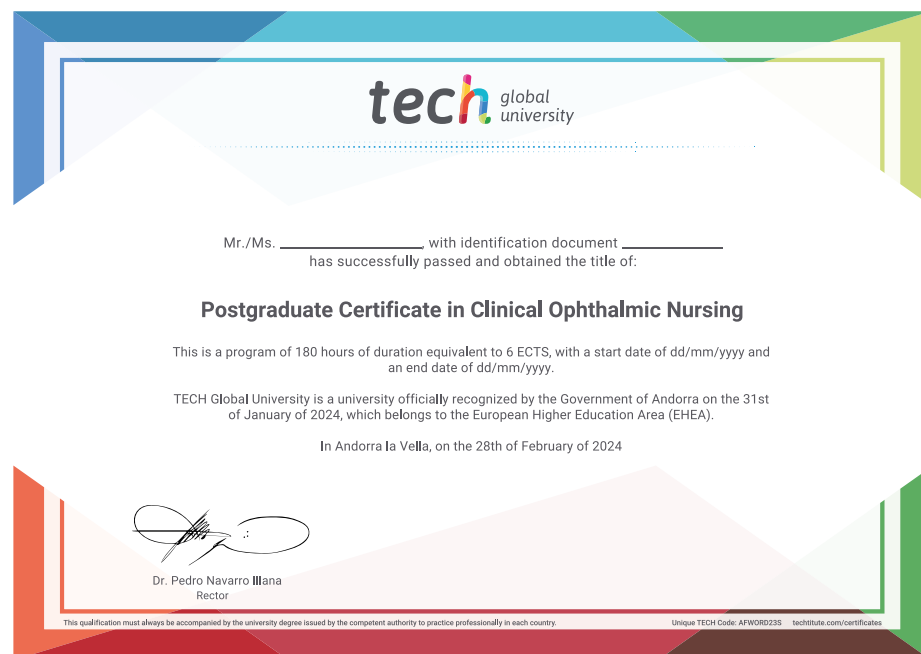 tech global
university
Mr./Ms. ____________, with identification document ____________
has successfully passed and obtained the title of:
Postgraduate Certificate in Clinical Ophthalmic Nursing
This is a program of 180 hours of duration equivalent to 6 ECTS, with a start date of dd/mm/yyyy and
an end date of dd/mm/yyyy.
TECH Global University is a university officially recognized by the Government of Andorra on the 31st
of January of 2024, which belongs to the European Higher Education Area (EHEA).
In Andorra la Vella, on the 28th of February of 2024
Dr. Pedro Navarro Illana
Rector
This qualification must always be accompanied by the university degree issued by the competent authority to practice professionally in each country. Unique TECH Code: AFWORD23S techtitute.com/certificates